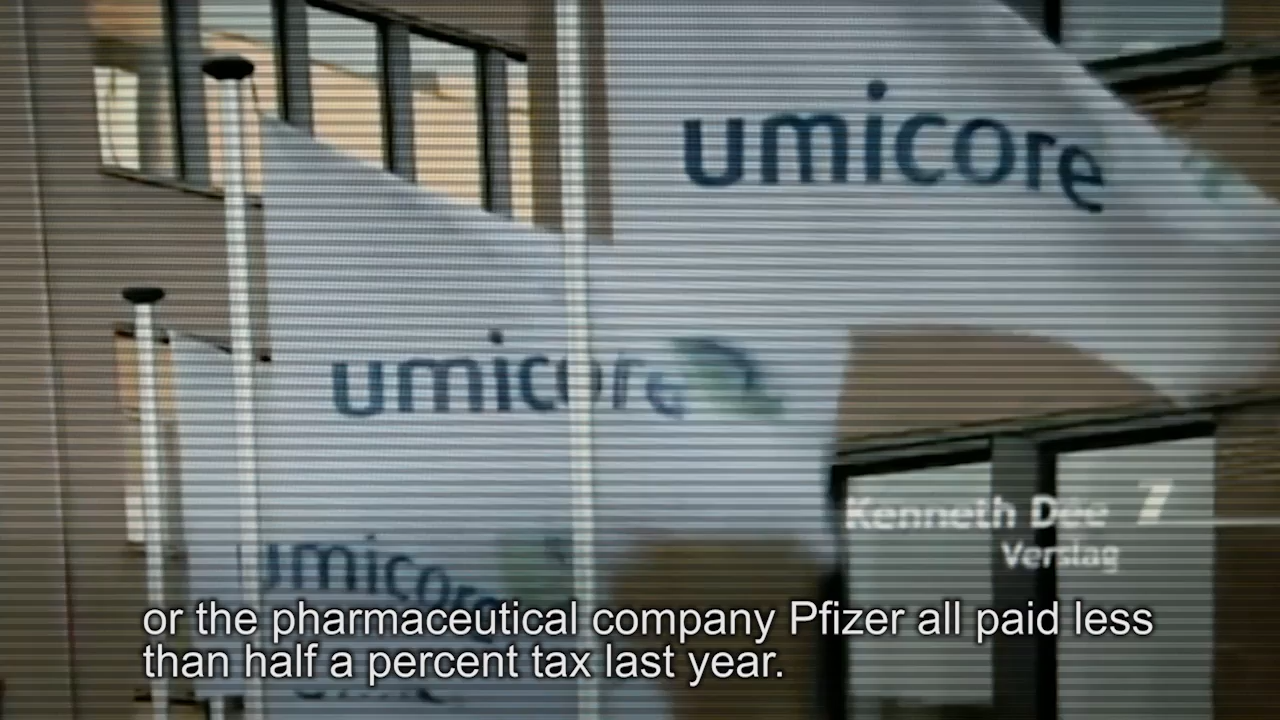 umicore
umicore
umicore
Kenneth Dée 7
Verslag
or the pharmaceutical company Pfizer all paid less
than half a percent tax last year.